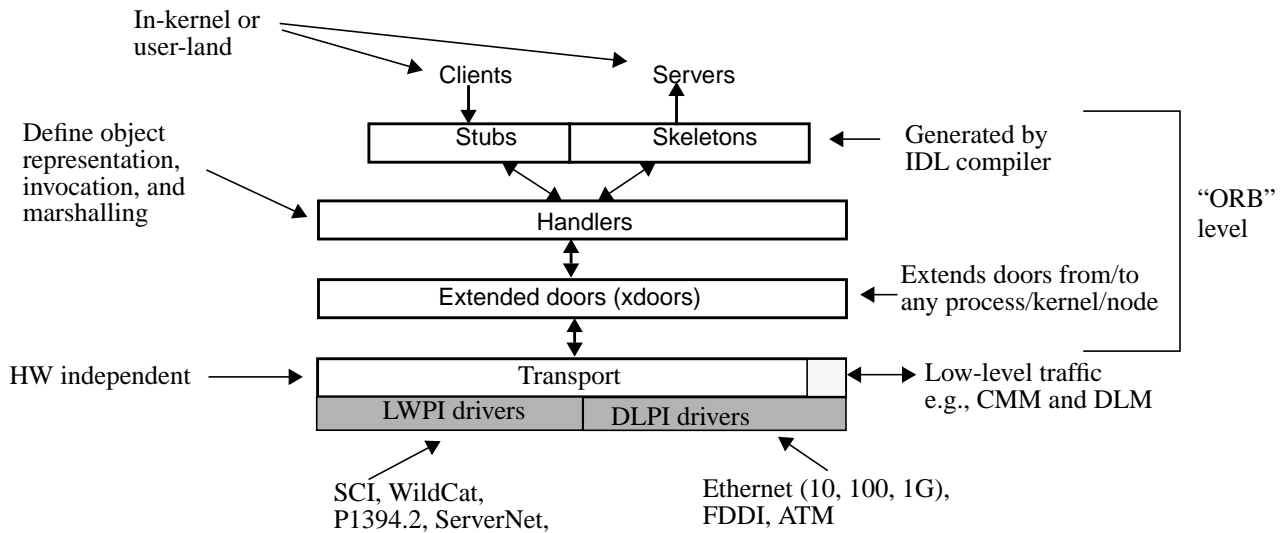 In-kernel or
user-land
Clients
Servers
Define object
representation,
invocation, and
marshalling
Stubs
Skeletons
Generated by
IDL compiler
“ORB”
level
Handlers
Extended doors (xdoors)
Extends doors from/to
any process/kernel/node
HW independent
Transport
Low-level traffic
e.g., CMM and DLM
LWPI drivers
DLPI drivers
SCI, WildCat,
P1394.2, ServerNet,
Ethernet (10, 100, 1G),
FDDI, ATM